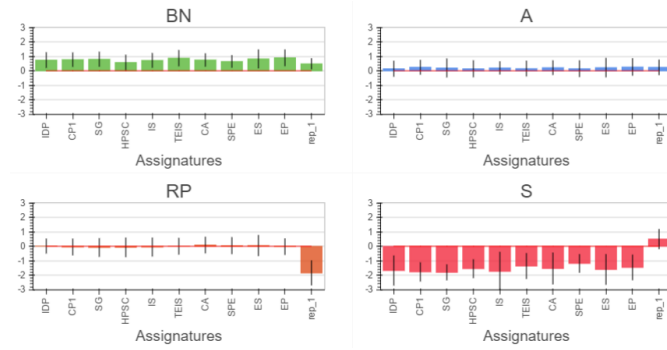 BN
3
2
1
0
-1
-2
-3
IDP
CP1
SG
HPSC
IS
TEIS
CA
SPE
ES
EP
rep_1
Assignatures
A
3
2
1
0
-1
-2
-3
IDP
CP1
SG
HPSC
IS
TEIS
CA
SPE
ES
EP
rep_1
Assignatures
RP
3
2
1
0
-1
-2
-3
IDP
CP1
SG
HPSC
IS
TEIS
CA
SPE
ES
EP
rep_1
Assignatures
S
3
2
1
0
-1
-2
-3
IDP
CP1
SG
HPSC
IS
TEIS
CA
SPE
ES
EP
rep_1
Assignatures